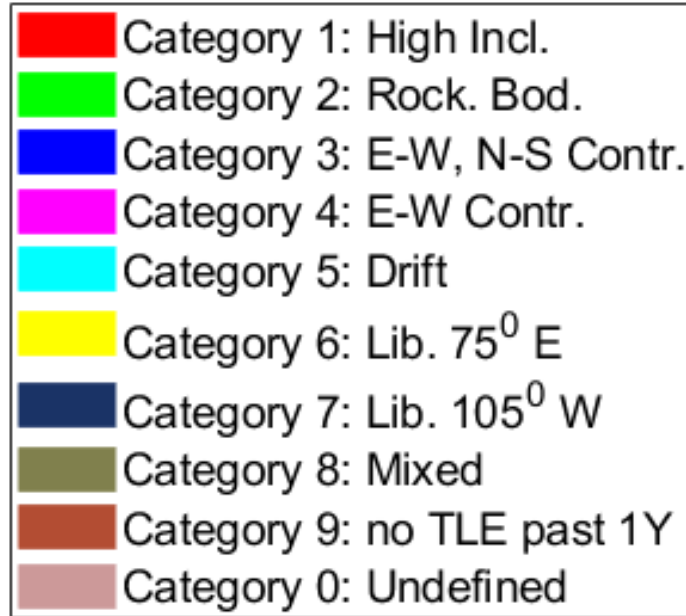 Category 1: High Incl.
Category 2: Rock. Bod.
Category 3: E-W, N-S Contr.
Category 4: E-W Contr.
Category 5: Drift
Category 6: Lib. 75⁰ E
Category 7: Lib. 105⁰ W
Category 8: Mixed
Category 9: no TLE past 1Y
Category 0: Undefined